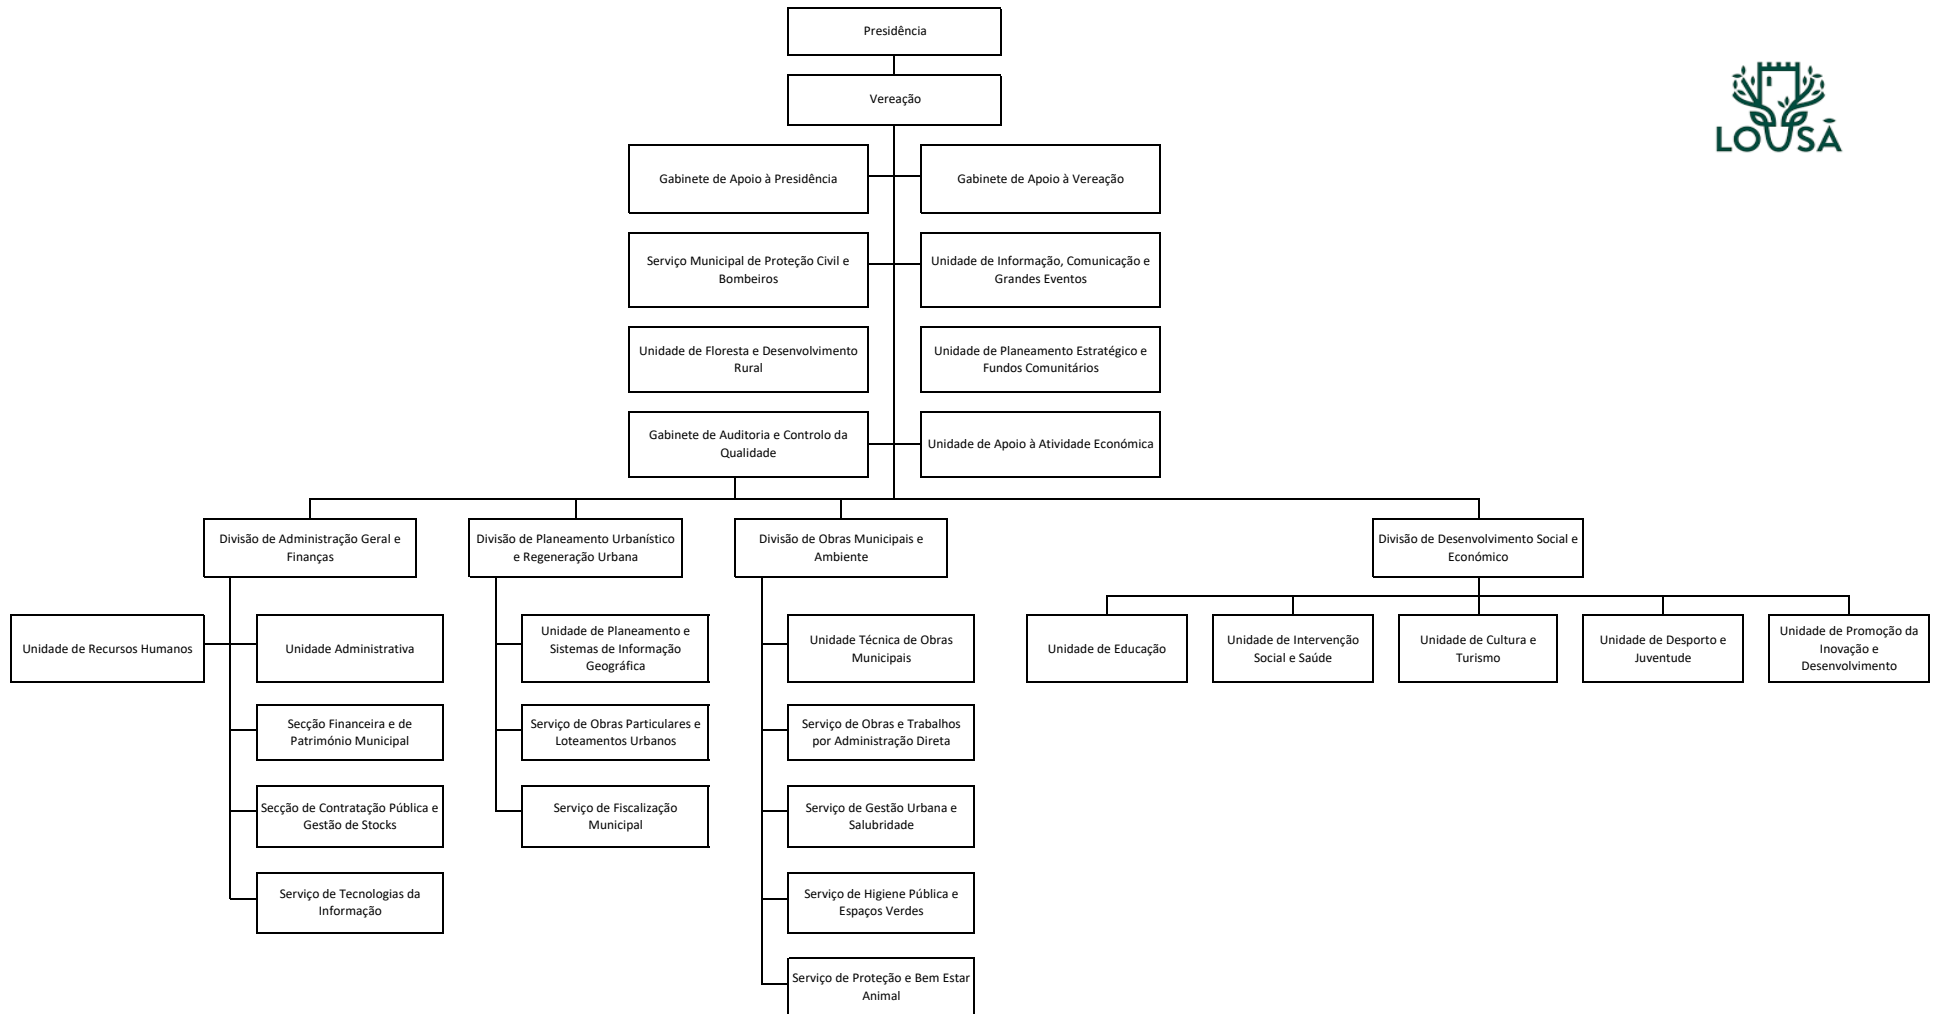 Presidência
LOUSÃ
Vereação
Gabinete de Apoio à Presidência
Gabinete de Apoio à Vereação
Serviço Municipal de Proteção Civil e
Bombeiros
Unidade de Informação, Comunicação e
Grandes Eventos
Unidade de Floresta e Desenvolvimento
Rural
Unidade de Planeamento Estratégico e
Fundos Comunitários
Gabinete de Auditoria e Controlo da
Qualidade
Unidade de Apoio à Atividade Económica
Divisão de Administração Geral e
Finanças
Divisão de Planeamento Urbanístico
e Regeneração Urbana
Divisão de Obras Municipais e
Ambiente
Divisão de Desenvolvimento Social e
Económico
Unidade de Recursos Humanos
Unidade Administrativa
Unidade de Planeamento e
Sistemas de Informação
Geográfica
Unidade Técnica de Obras
Municipais
Unidade de Educação
Unidade de Intervenção
Social e Saúde
Unidade de Cultura e
Turismo
Unidade de Desporto e
Juventude
Unidade de Promoção da
Inovação e
Desenvolvimento
Secção Financeira e de
Património Municipal
Serviço de Obras Particulares e
Loteamentos Urbanos
Serviço de Obras e Trabalhos
por Administração Direta
Secção de Contratação Pública e
Gestão de Stocks
Serviço de Fiscalização
Municipal
Serviço de Gestão Urbana e
Salubridade
Serviço de Tecnologias da
Informação
Serviço de Higiene Pública e
Espaços Verdes
Serviço de Proteção e Bem Estar
Animal